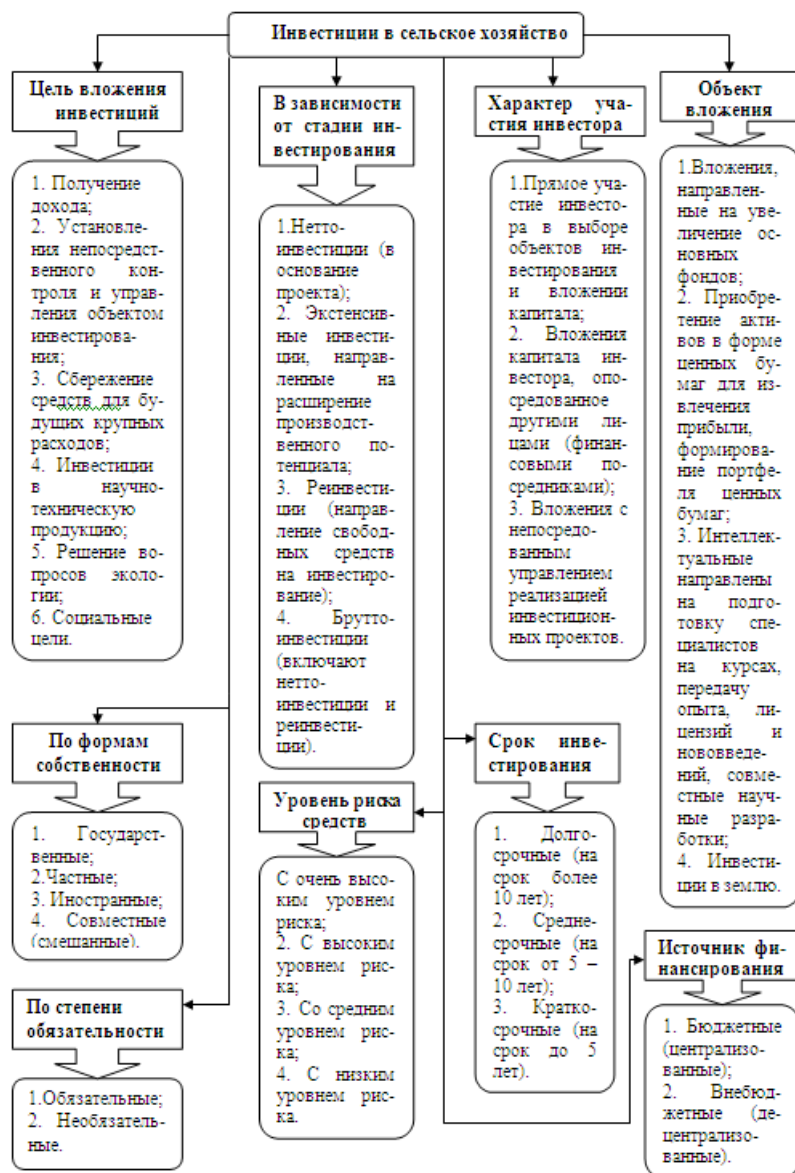 Инвестиции в сельское хозяйство
Цель вложения
инвестиций
1. Получение
дохода;
2. Установления
непосредст-
венного кон-
троля и управ-
ления объектом
инвестирова-
ния;
3. Сбережение
средств для бу-
дущих крупных
расходов;
4. Инвестиции
в научно-
техническую
продукцию;
5. Решение во-
просов эколо-
гии;
6. Социальные
цели.
В зависимости
от стадии ин-
вестирования
1.Нетто-
инвестиции (в
основание
проекта);
2. Экстенсив-
ные инвести-
ции, направ-
ленные на
расширение
производст-
венного по-
тенциала;
3. Реинвести-
ции (направ-
ление свобод-
ных средств
на инвестиро-
вание);
4. Брутто-
инвестиции
(включают
нетто-
инвестиции и
реинвести-
ции).
Характер уча-
стия инвестора
1.Прямое уча-
стие инвесто-
ра в выборе
объектов ин-
вестирования
и вложении
капитала;
2. Вложения
капитала ин-
вестора, опо-
средованное
другими ли-
цами (финан-
совыми по-
средниками);
3. Вложения с
непосредо-
ванным
управлением
реализацией
инвестицион-
ных проектов.
Объект
вложения
1.Вложения,
направлен-
ные на уве-
личение ос-
новных
фондов;
2. Приобре-
тение акти-
вов в форме
ценных бу-
маг для из-
влечения
прибыли,
формирова-
ние портфе-
ля ценных
бумаг;
3. Интеллек-
туальные
направлены
на подго-
товку спе-
циалистов
на курсах,
передачу
опыта, ли-
цензий и
нововведе-
ний, совме-
стные науч-
ные разра-
ботки;
4. Инвести-
ции в землю.
По формам
собственности
1. Государст-
венные;
2.Частные;
3. Иностранные;
4. Совместные
(смешанные).
Уровень риска
средств
С очень высо-
ким уровнем
риска;
2. С высоким
уровнем рис-
ка;
3. Со средним
уровнем рис-
ка;
4. С низким
уровнем рис-
ка.
Срок инве-
стирования
1. Долго-
срочные (на
срок более
10 лет);
2. Средне-
срочные (на
срок от 5 –
10 лет);
3. Кратко-
срочные (на
срок до 5
лет).
Источник фи-
нансирования
1. Бюджетные
(централизо-
ванные);
2. Внебюд-
жетные (де-
централизо-
ванные).
По степени
обязательности
1.Обязательные;
2. Необязатель-
ные.